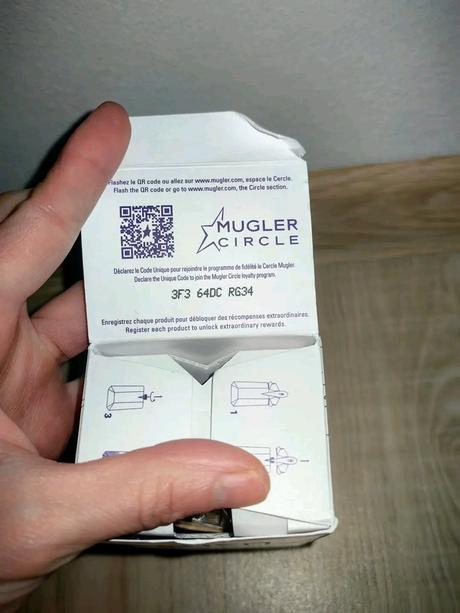 Flashez le QR code ou allez sur www.mugler.com, espace le Cercle.
Flash the QR code or go to www.mugler.com, the Circle section.
MUGLER
CIRCLE
Déclarez le Code Unique pour rejoindre le programme de fidélité le Cercle Mugler.
Declare the Unique Code to join the Mugler Circle loyalty program.
3F3 64DC RG34
Enregistrez chaque produit pour débloquer des récompenses extraordinaires.
Register each product to unlock extraordinary rewards.
3
1